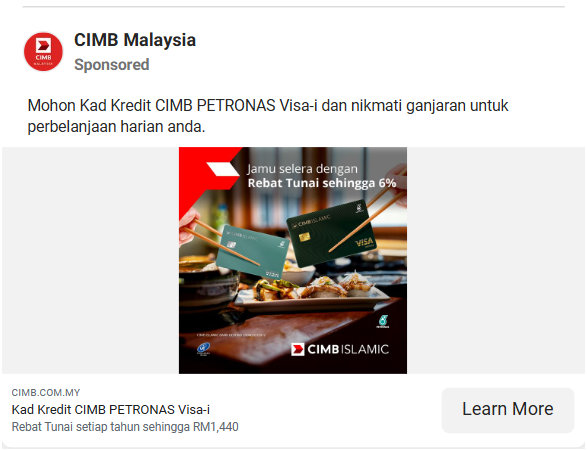 CIMB Malaysia
Sponsored
Mohon Kad Kredit CIMB PETRONAS Visa-i dan nikmati ganjaran untuk
perbelanjaan harian anda.
Jamu selera dengan
Rebat Tunai sehingga 6%
CIMB ISLAMIC
VISA
CIMB ISLAMIC
VISA
PETRONAS
CIMB ISLAMIC
CIMB.COM.MY
Kad Kredit CIMB PETRONAS Visa-i
Rebat Tunai setiap tahun sehingga RM1,440
Learn More